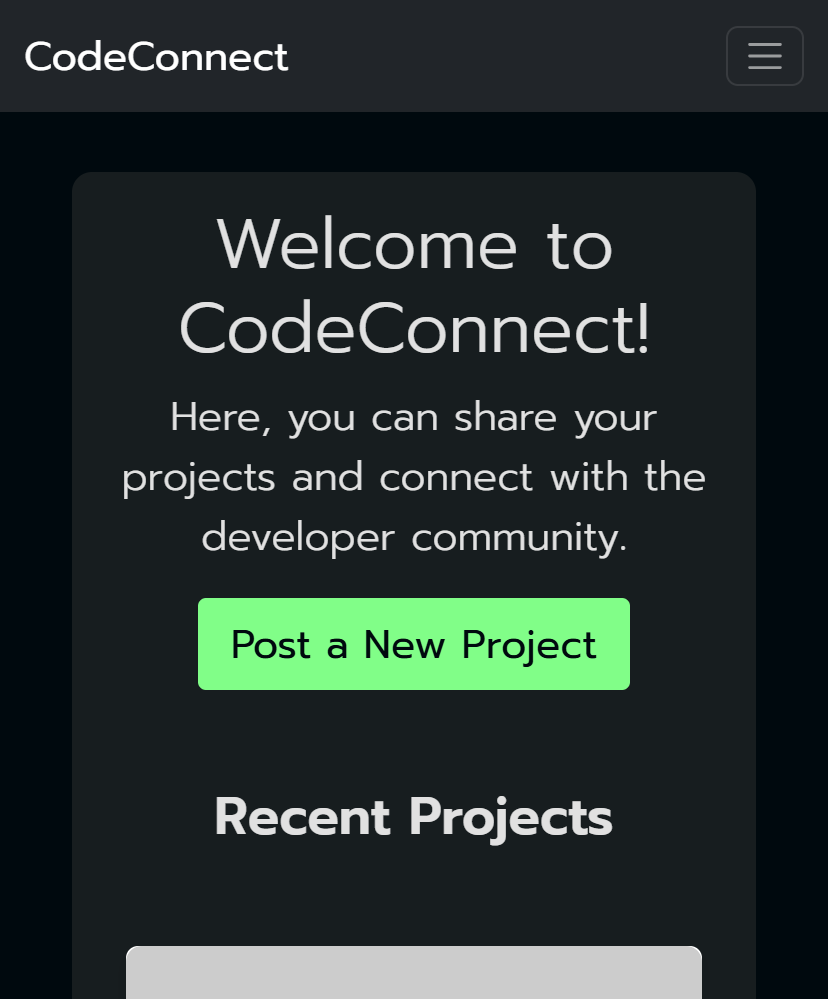 CodeConnect
Welcome to
CodeConnect!
Here, you can share your
projects and connect with the
developer community.
Post a New Project
Recent Projects